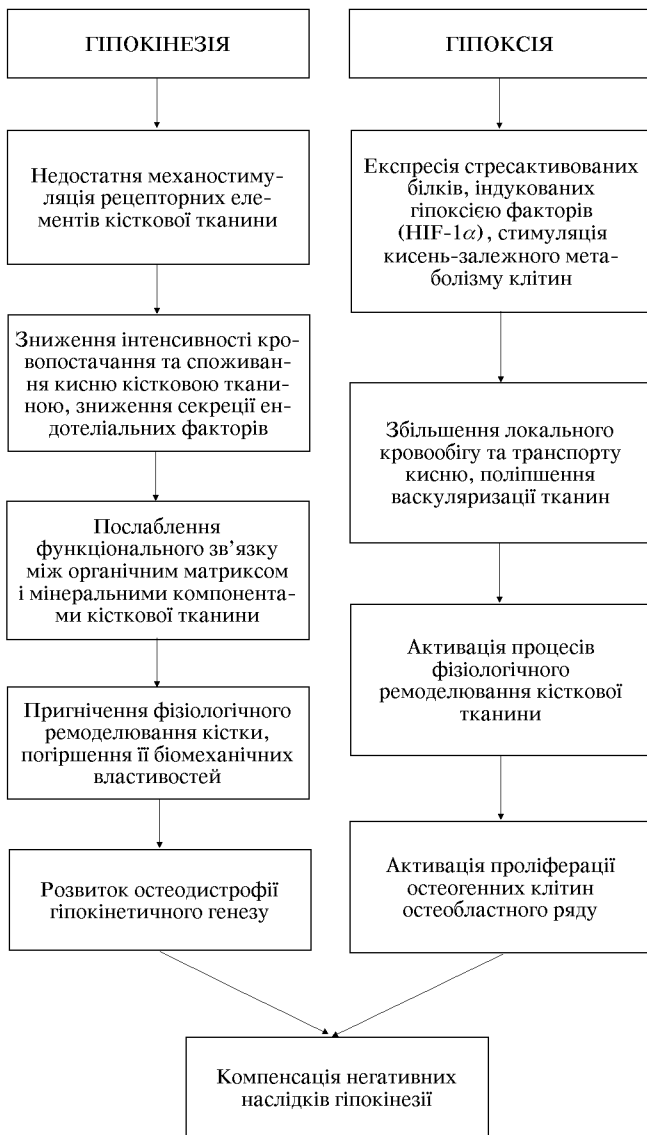 ГІПОКІНЕЗІЯ
Недостатня механостиму-
ляція рецепторних еле-
ментів кісткової тканини
Зниження інтенсивності кро-
вопостачання та споживан-
ня кисню кістковою ткани-
ною, зниження секреції ен-
дотеліальних факторів
Послаблення
функціонального зв'язку
між органічним матриксом
і мінеральними компонента-
ми кісткової тканини
Пригнічення фізіологічного
ремоделювання кістки,
погіршення її біомеханічних
властивостей
Розвиток остеодистрофії
гіпокінетичного генезу
ГІПОКСІЯ
Експресія стресактивованих
білків, індукованих
гіпоксією факторів
(HIF-1α), стимуляція
кисень-залежного мета-
болізму клітин
Збільшення локального
кровообігу та транспорту
кисню, поліпшення
васкуляризації тканин
Активація процесів
фізіологічного
ремоделювання кісткової
тканини
Активація проліферації
остеогенних клітин
остеобластного ряду
Компенсація негативних
наслідків гіпокінезії